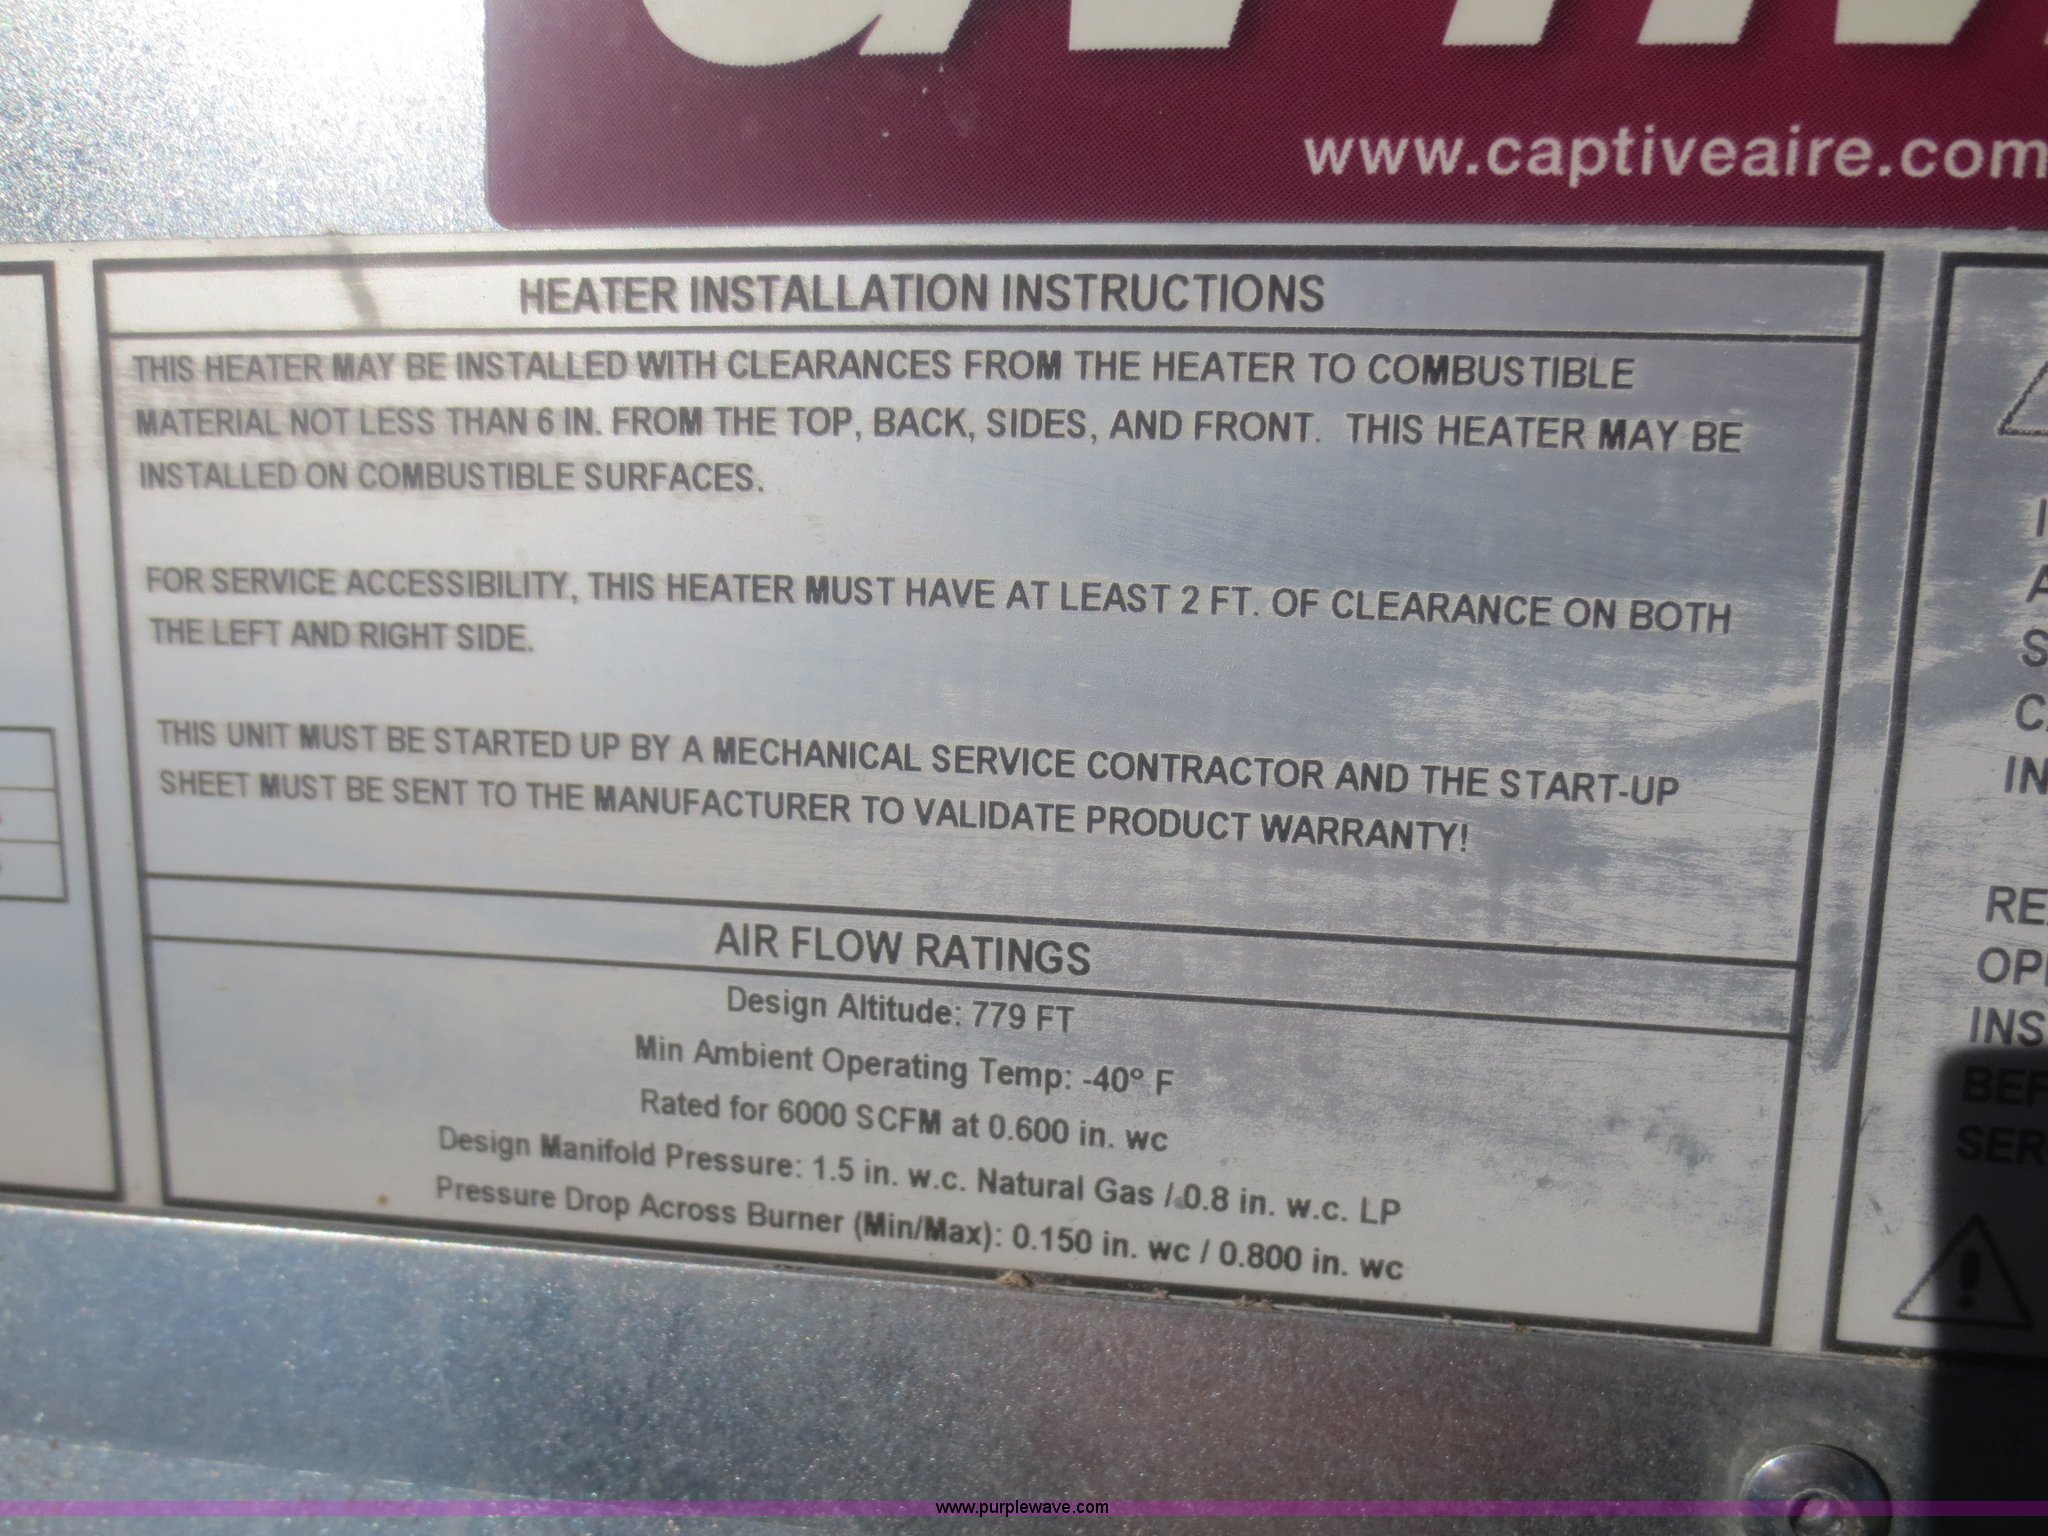 www.captiveaire.com
HEATER INSTALLATION INSTRUCTIONS
THIS HEATER MAY BE INSTALLED WITH CLEARANCES FROM THE HEATER TO COMBUSTIBLE
MATERIAL NOT LESS THAN 6 IN. FROM THE TOP, BACK, SIDES, AND FRONT. THIS HEATER MAY BE
INSTALLED ON COMBUSTIBLE SURFACES.
FOR SERVICE ACCESSIBILITY, THIS HEATER MUST HAVE AT LEAST 2 FT. OF CLEARANCE ON BOTH
THE LEFT AND RIGHT SIDE.
THIS UNIT MUST BE STARTED UP BY A MECHANICAL SERVICE CONTRACTOR AND THE START-UP
SHEET MUST BE SENT TO THE MANUFACTURER TO VALIDATE PRODUCT WARRANTY!
AIR FLOW RATINGS
Design Altitude: 779 FT
Min Ambient Operating Temp: -40° F
Rated for 6000 SCFM at 0.600 in. wc
Design Manifold Pressure: 1.5 in. w.c. Natural Gas / 0.8 in. w.c. LP
Pressure Drop Across Burner (Min/Max): 0.150 in. wc / 0.800 in. wc
www.purplewave.com